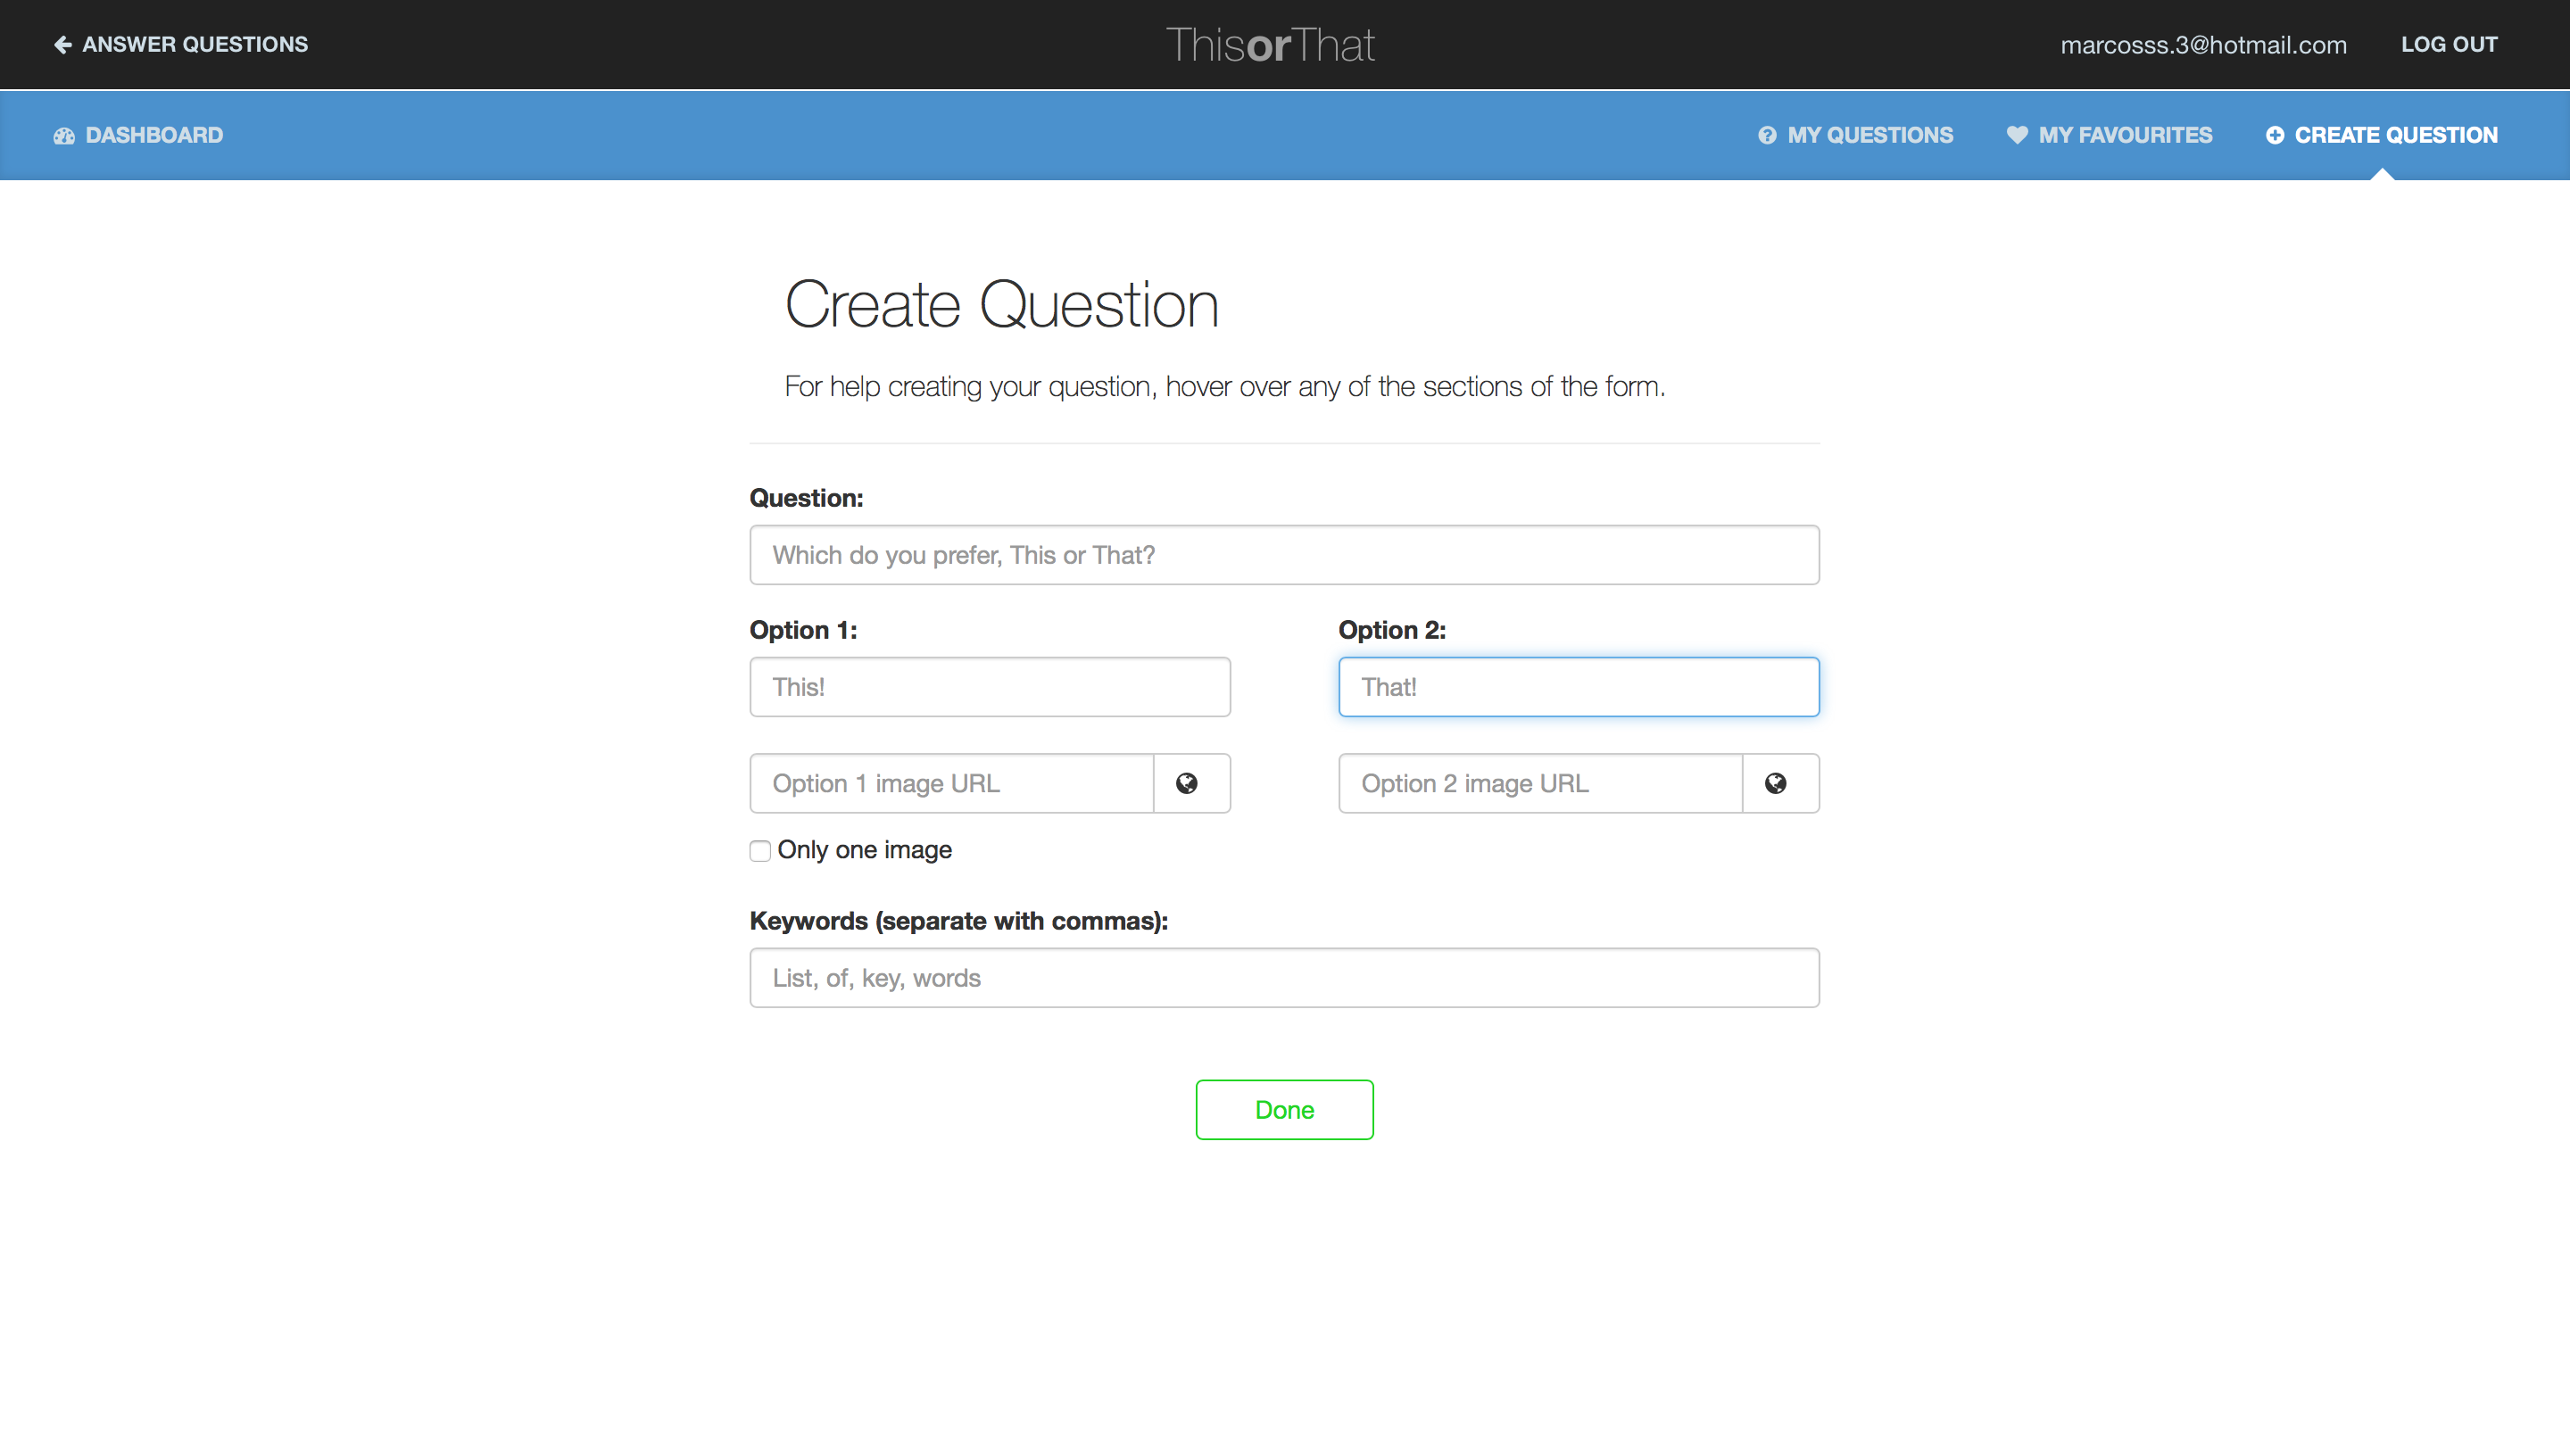 ANSWER QUESTIONS
ThisorThat
marcosss.3@hotmail.com
LOG OUT
DASHBOARD
MY QUESTIONS
MY FAVOURITES
CREATE QUESTION
Create Question
For help creating your question, hover over any of the sections of the form.
Question:
Which do you prefer, This or That?
Option 1:
Option 2:
This!
That!
Option 1 image URL
Option 2 image URL
Only one image
Keywords (separate with commas):
List, of, key, words
Done